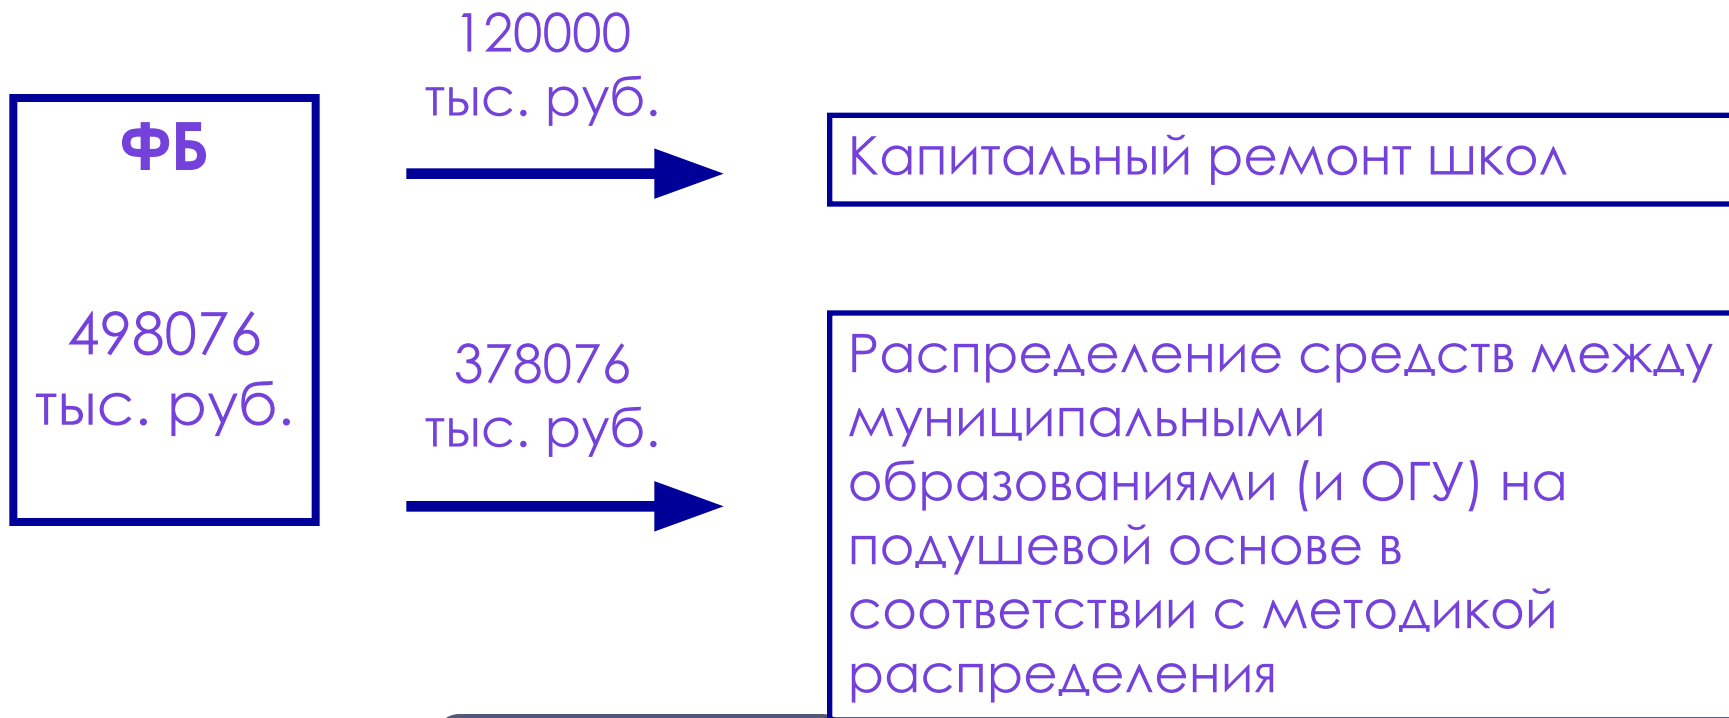 ФБ
498076
тыс. руб.
120000
тыс. руб.
Капитальный ремонт школ
378076
тыс. руб.
Распределение средств между
муниципальными
образованиями (и ОГУ) на
подушевой основе в
соответствии с методикой
распределения